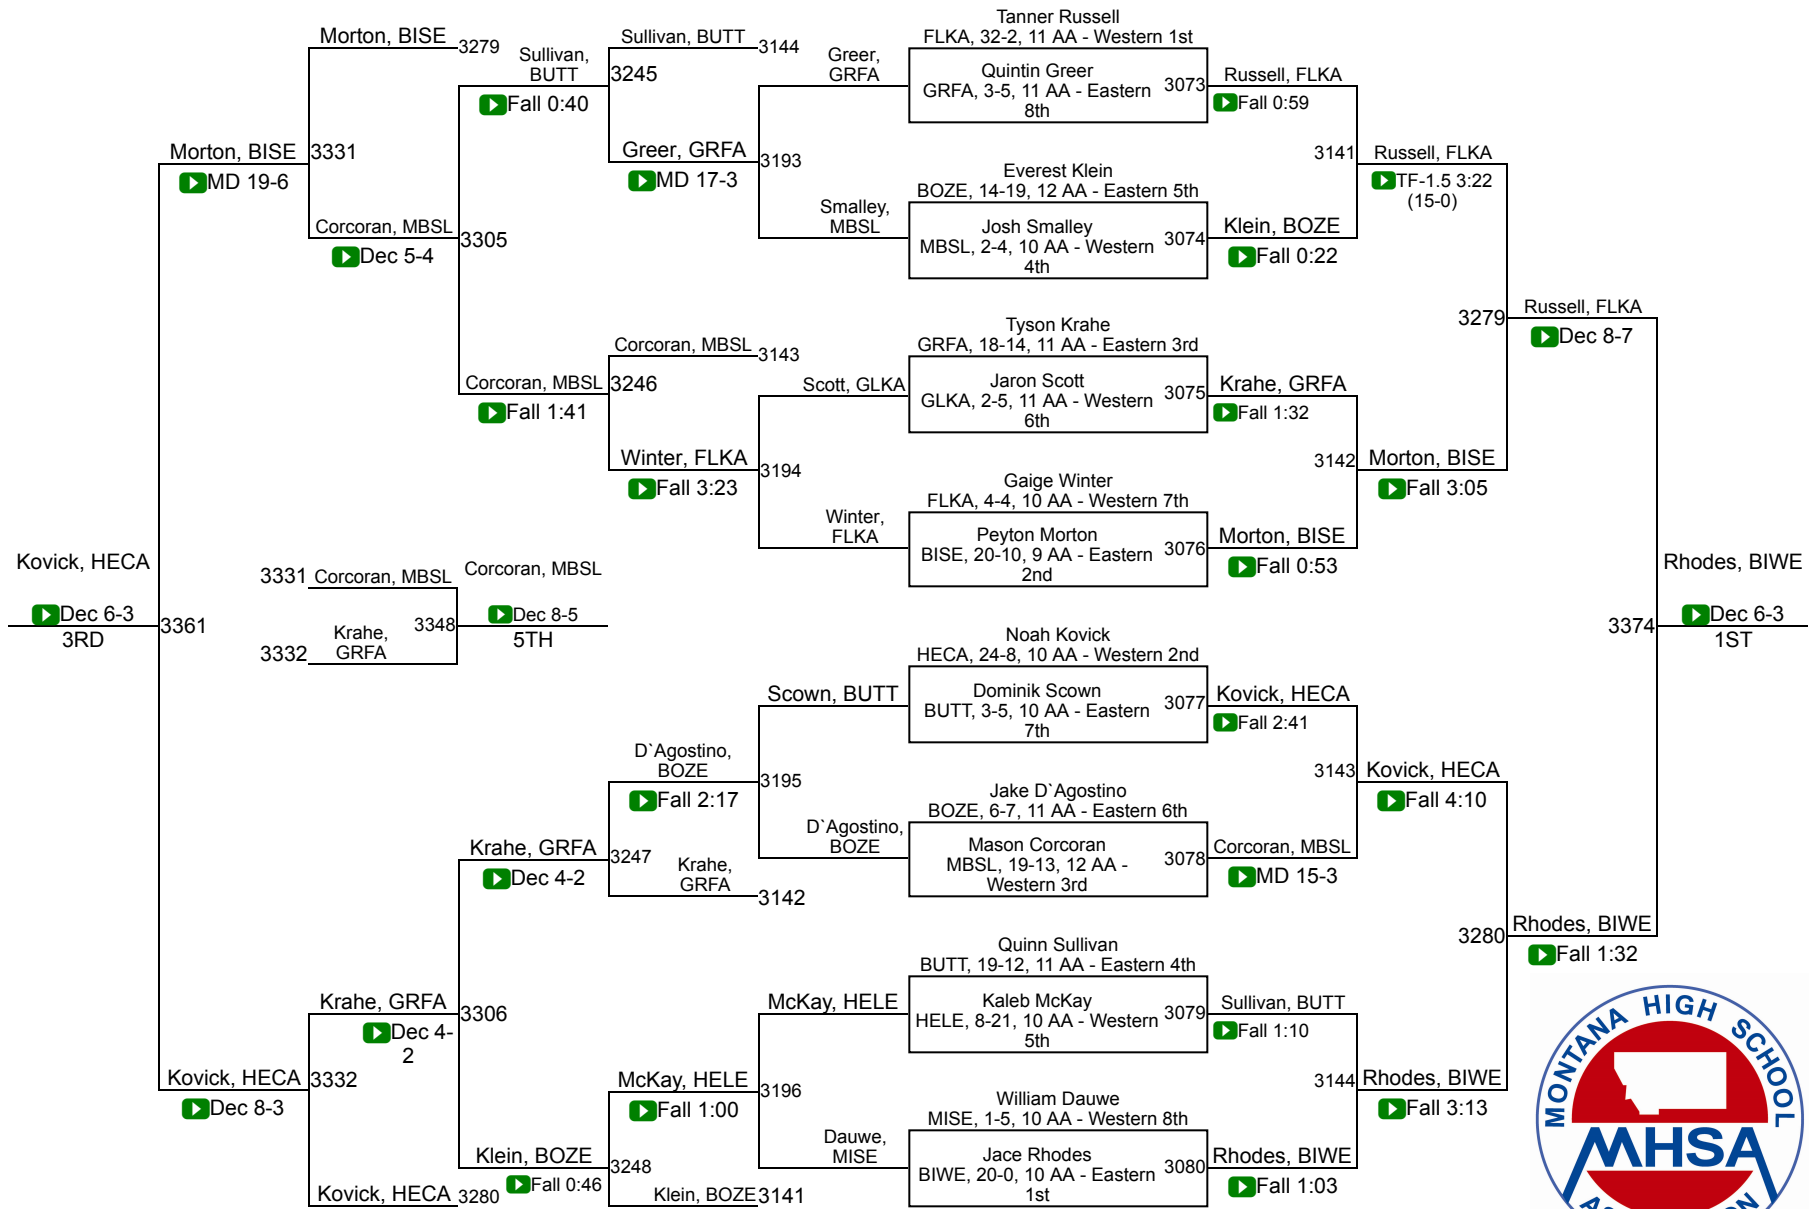 Morton, BISE
3279
Sullivan,
BUTT
Fall 0:40
Sullivan, BUTT
3144
3245
Greer, GRFA
MD 17-3
Greer,
GRFA
3193
Smalley,
MBSL
Morton, BISE
MD 19-6
3331
Corcoran, MBSL
Dec 5-4
3305
Corcoran, MBSL
3143
Corcoran, MBSL
Fall 1:41
3246
Scott, GLKA
Winter, FLKA
Fall 3:23
3194
Winter,
FLKA
Kovick, HECA
Dec 6-3
3RD
3361
3331
Corcoran, MBSL
3332
Krahe,
GRFA
3348
Corcoran, MBSL
Dec 8-5
5TH
Scown, BUTT
D`Agostino,
BOZE
Fall 2:17
3195
D`Agostino,
BOZE
Krahe, GRFA
Dec 4-2
3247
Krahe,
GRFA
3142
Krahe, GRFA
Dec 4-
2
3306
McKay, HELE
McKay, HELE
Fall 1:00
3196
Dauwe,
MISE
Kovick, HECA
Dec 8-3
3332
Klein, BOZE
Fall 0:46
3248
Klein, BOZE
3141
Kovick, HECA
3280
Tanner Russell
FLKA, 32-2, 11 AA - Western 1st
Quintin Greer
GRFA, 3-5, 11 AA - Eastern
8th
3073
Russell, FLKA
Fall 0:59
Everest Klein
BOZE, 14-19, 12 AA - Eastern 5th
Josh Smalley
MBSL, 2-4, 10 AA - Western
4th
3074
Klein, BOZE
Fall 0:22
3141
Russell, FLKA
TF-1.5 3:22
(15-0)
Tyson Krahe
GRFA, 18-14, 11 AA - Eastern 3rd
Jaron Scott
GLKA, 2-5, 11 AA - Western
6th
3075
Krahe, GRFA
Fall 1:32
Gaige Winter
FLKA, 4-4, 10 AA - Western 7th
Peyton Morton
BISE, 20-10, 9 AA - Eastern
2nd
3076
Morton, BISE
Fall 0:53
3142
Morton, BISE
Fall 3:05
3279
Russell, FLKA
Dec 8-7
Noah Kovick
HECA, 24-8, 10 AA - Western 2nd
Dominik Scown
BUTT, 3-5, 10 AA - Eastern
7th
3077
Kovick, HECA
Fall 2:41
Jake D`Agostino
BOZE, 6-7, 11 AA - Eastern 6th
Mason Corcoran
MBSL, 19-13, 12 AA -
Western 3rd
3078
Corcoran, MBSL
MD 15-3
3143
Kovick, HECA
Fall 4:10
Quinn Sullivan
BUTT, 19-12, 11 AA - Eastern 4th
Kaleb McKay
HELE, 8-21, 10 AA - Western
5th
3079
Sullivan, BUTT
Fall 1:10
William Dauwe
MISE, 1-5, 10 AA - Western 8th
Jace Rhodes
BIWE, 20-0, 10 AA - Eastern
1st
3080
Rhodes, BIWE
Fall 1:03
3144
Rhodes, BIWE
Fall 3:13
3280
Rhodes, BIWE
Fall 1:32
3374
Rhodes, BIWE
Dec 6-3
1ST
MONTANA HIGH SCHOOL
MHSA